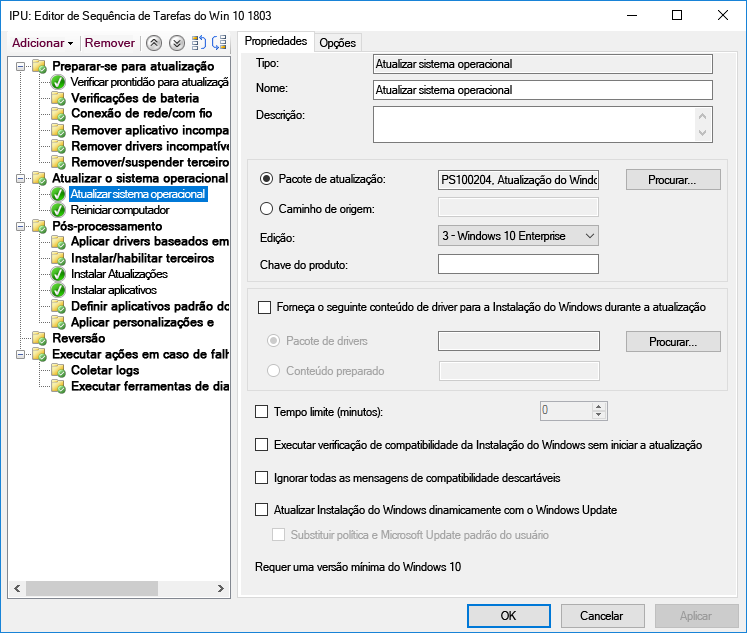 IPU: Editor de Sequência de Tarefas do Win 10 1803
Adicionar Remover
Preparar-se para atualização
Verificar prontidão para atualizaçã
Verificações de bateria
Conexão de rede/com fio
Remover aplicativo incompa
Remover drivers incompatíve
Remover/suspender terceiro
Atualizar o sistema operacional
Atualizar sistema operacional
Reiniciar computador
Pós-processamento
Aplicar drivers baseados em
Instalar/habilitar terceiros
Instalar Atualizações
Instalar aplicativos
Definir aplicativos padrão do
Aplicar personalizações e
Reversão
Executar ações em caso de falh
Coletar logs
Executar ferramentas de dia
Propriedades Opções
Tipo: Atualizar sistema operacional
Nome: Atualizar sistema operacional
Descrição:
Pacote de atualização: PS100204, Atualização do Windo Procurar...
Caminho de origem:
Edição: 3 - Windows 10 Enterprise
Chave do produto:
Forneça o seguinte conteúdo de driver para a Instalação do Windows durante a atualização
Pacote de drivers Procurar...
Conteúdo preparado
Tempo limite (minutos): 0
Executar verificação de compatibilidade da Instalação do Windows sem iniciar a atualização
Ignorar todas as mensagens de compatibilidade descartáveis
Atualizar Instalação do Windows dinamicamente com o Windows Update
Substituir política e Microsoft Update padrão do usuário
Requer uma versão mínima do Windows 10
OK Cancelar Aplicar